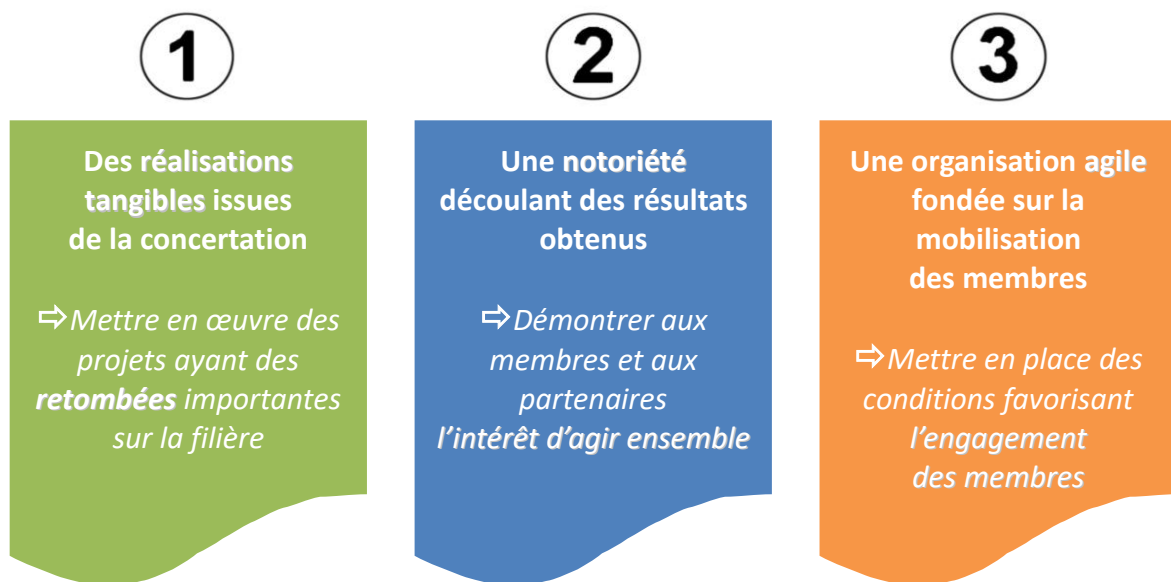 1
Des réalisations
tangibles issues
de la concertation
⇨Mettre en œuvre des
projets ayant des
retombées importantes
sur la filière
2
Une notoriété
découlant des résultats
obtenus
⇨Démontrer aux
membres et aux
partenaires
l’intérêt d’agir ensemble
3
Une organisation agile
fondée sur la
mobilisation
des membres
⇨Mettre en place des
conditions favorisant
l’engagement
des membres